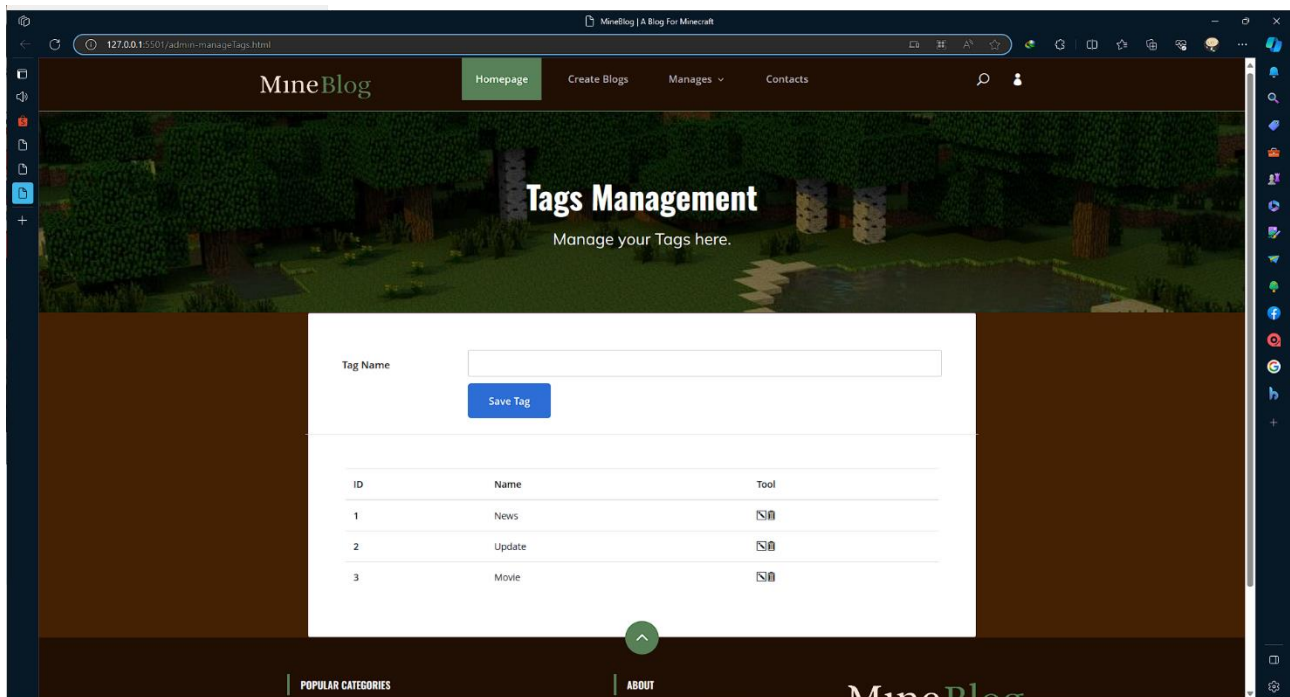 MineBlog | A Blog For Minecraft
127.0.0.1:5501/admin-manageTags.html
MineBlog Homepage Create Blogs Manages Contacts
Tags Management
Manage your Tags here.
Tag Name
Save Tag
ID Name Tool
1 News
2 Update
3 Movie
POPULAR CATEGORIES ABOUT MineBlog